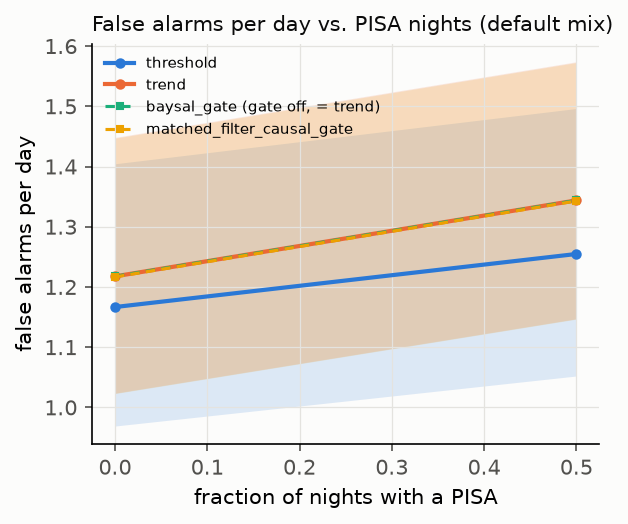 False alarms per day vs. PISA nights (default mix)
1.6
1.5
1.4
1.3
1.2
1.1
1.0
false alarms per day
threshold
trend
baysal_gate (gate off, = trend)
matched_filter_causal_gate
0.0 0.1 0.2 0.3 0.4 0.5
fraction of nights with a PISA